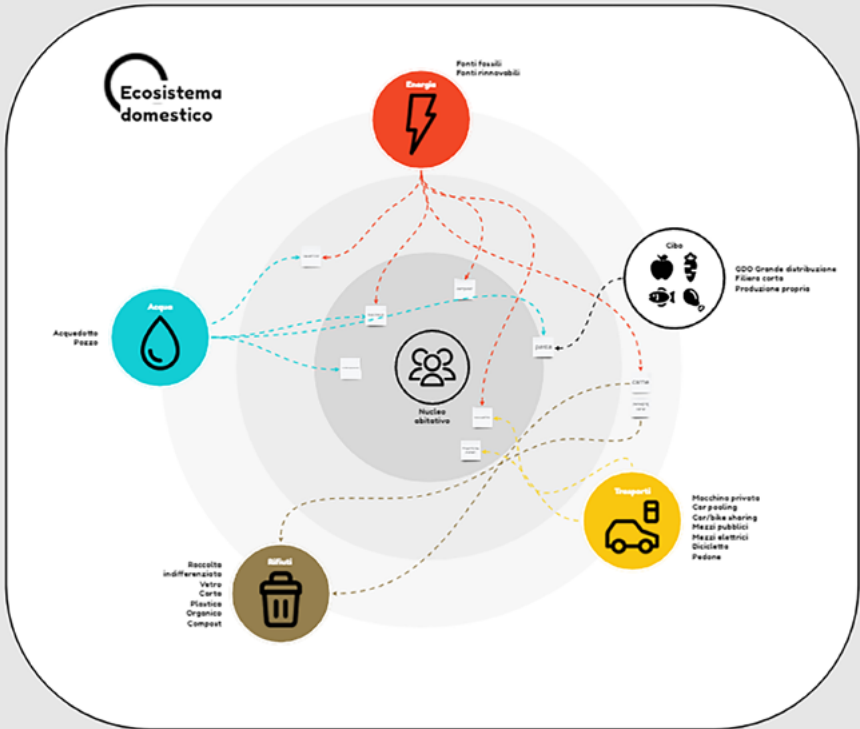 Ecosistema
domestico
Fonti fossili
Fonti rinnovabili
Energia
Cibo
GDO Grande distribuzione
Filiera corta
Produzione propria
Acqua
Acquedotto
Pozzo
pasta
carne
Nucleo
abitativo
Trasporti
Macchina privata
Car pooling
Car/bike sharing
Mezzi pubblici
Mezzi elettrici
Bicicletta
Pedone
Rifiuti
Raccolta
indifferenziata
Vetro
Carta
Plastica
Organico
Compost